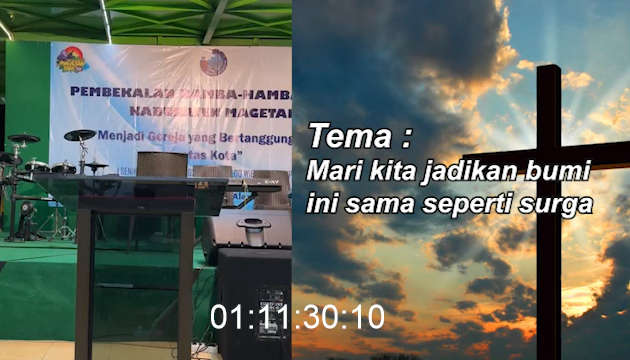 PEMBEKALAN HAMBA-HAMBA
MAGETAN
Menjadi Gereja yang Bertanggung
Kota"
Tema :
Mari kita jadikan bumi
ini sama seperti surga
01:11:30:10